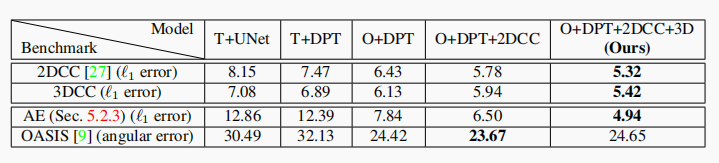 Model
Benchmark T+UNet T+DPT O+DPT O+DPT+2DCC O+DPT+2DCC+3D
(Ours)
2DCC [27] (ℓ1 error) 8.15 7.47 6.43 5.78 5.32
3DCC (ℓ1 error) 7.08 6.89 6.13 5.94 5.42
AE (Sec. 5.2.3) (ℓ1 error) 12.86 12.39 7.84 6.50 4.94
OASIS [9] (angular error) 30.49 32.13 24.42 23.67 24.65